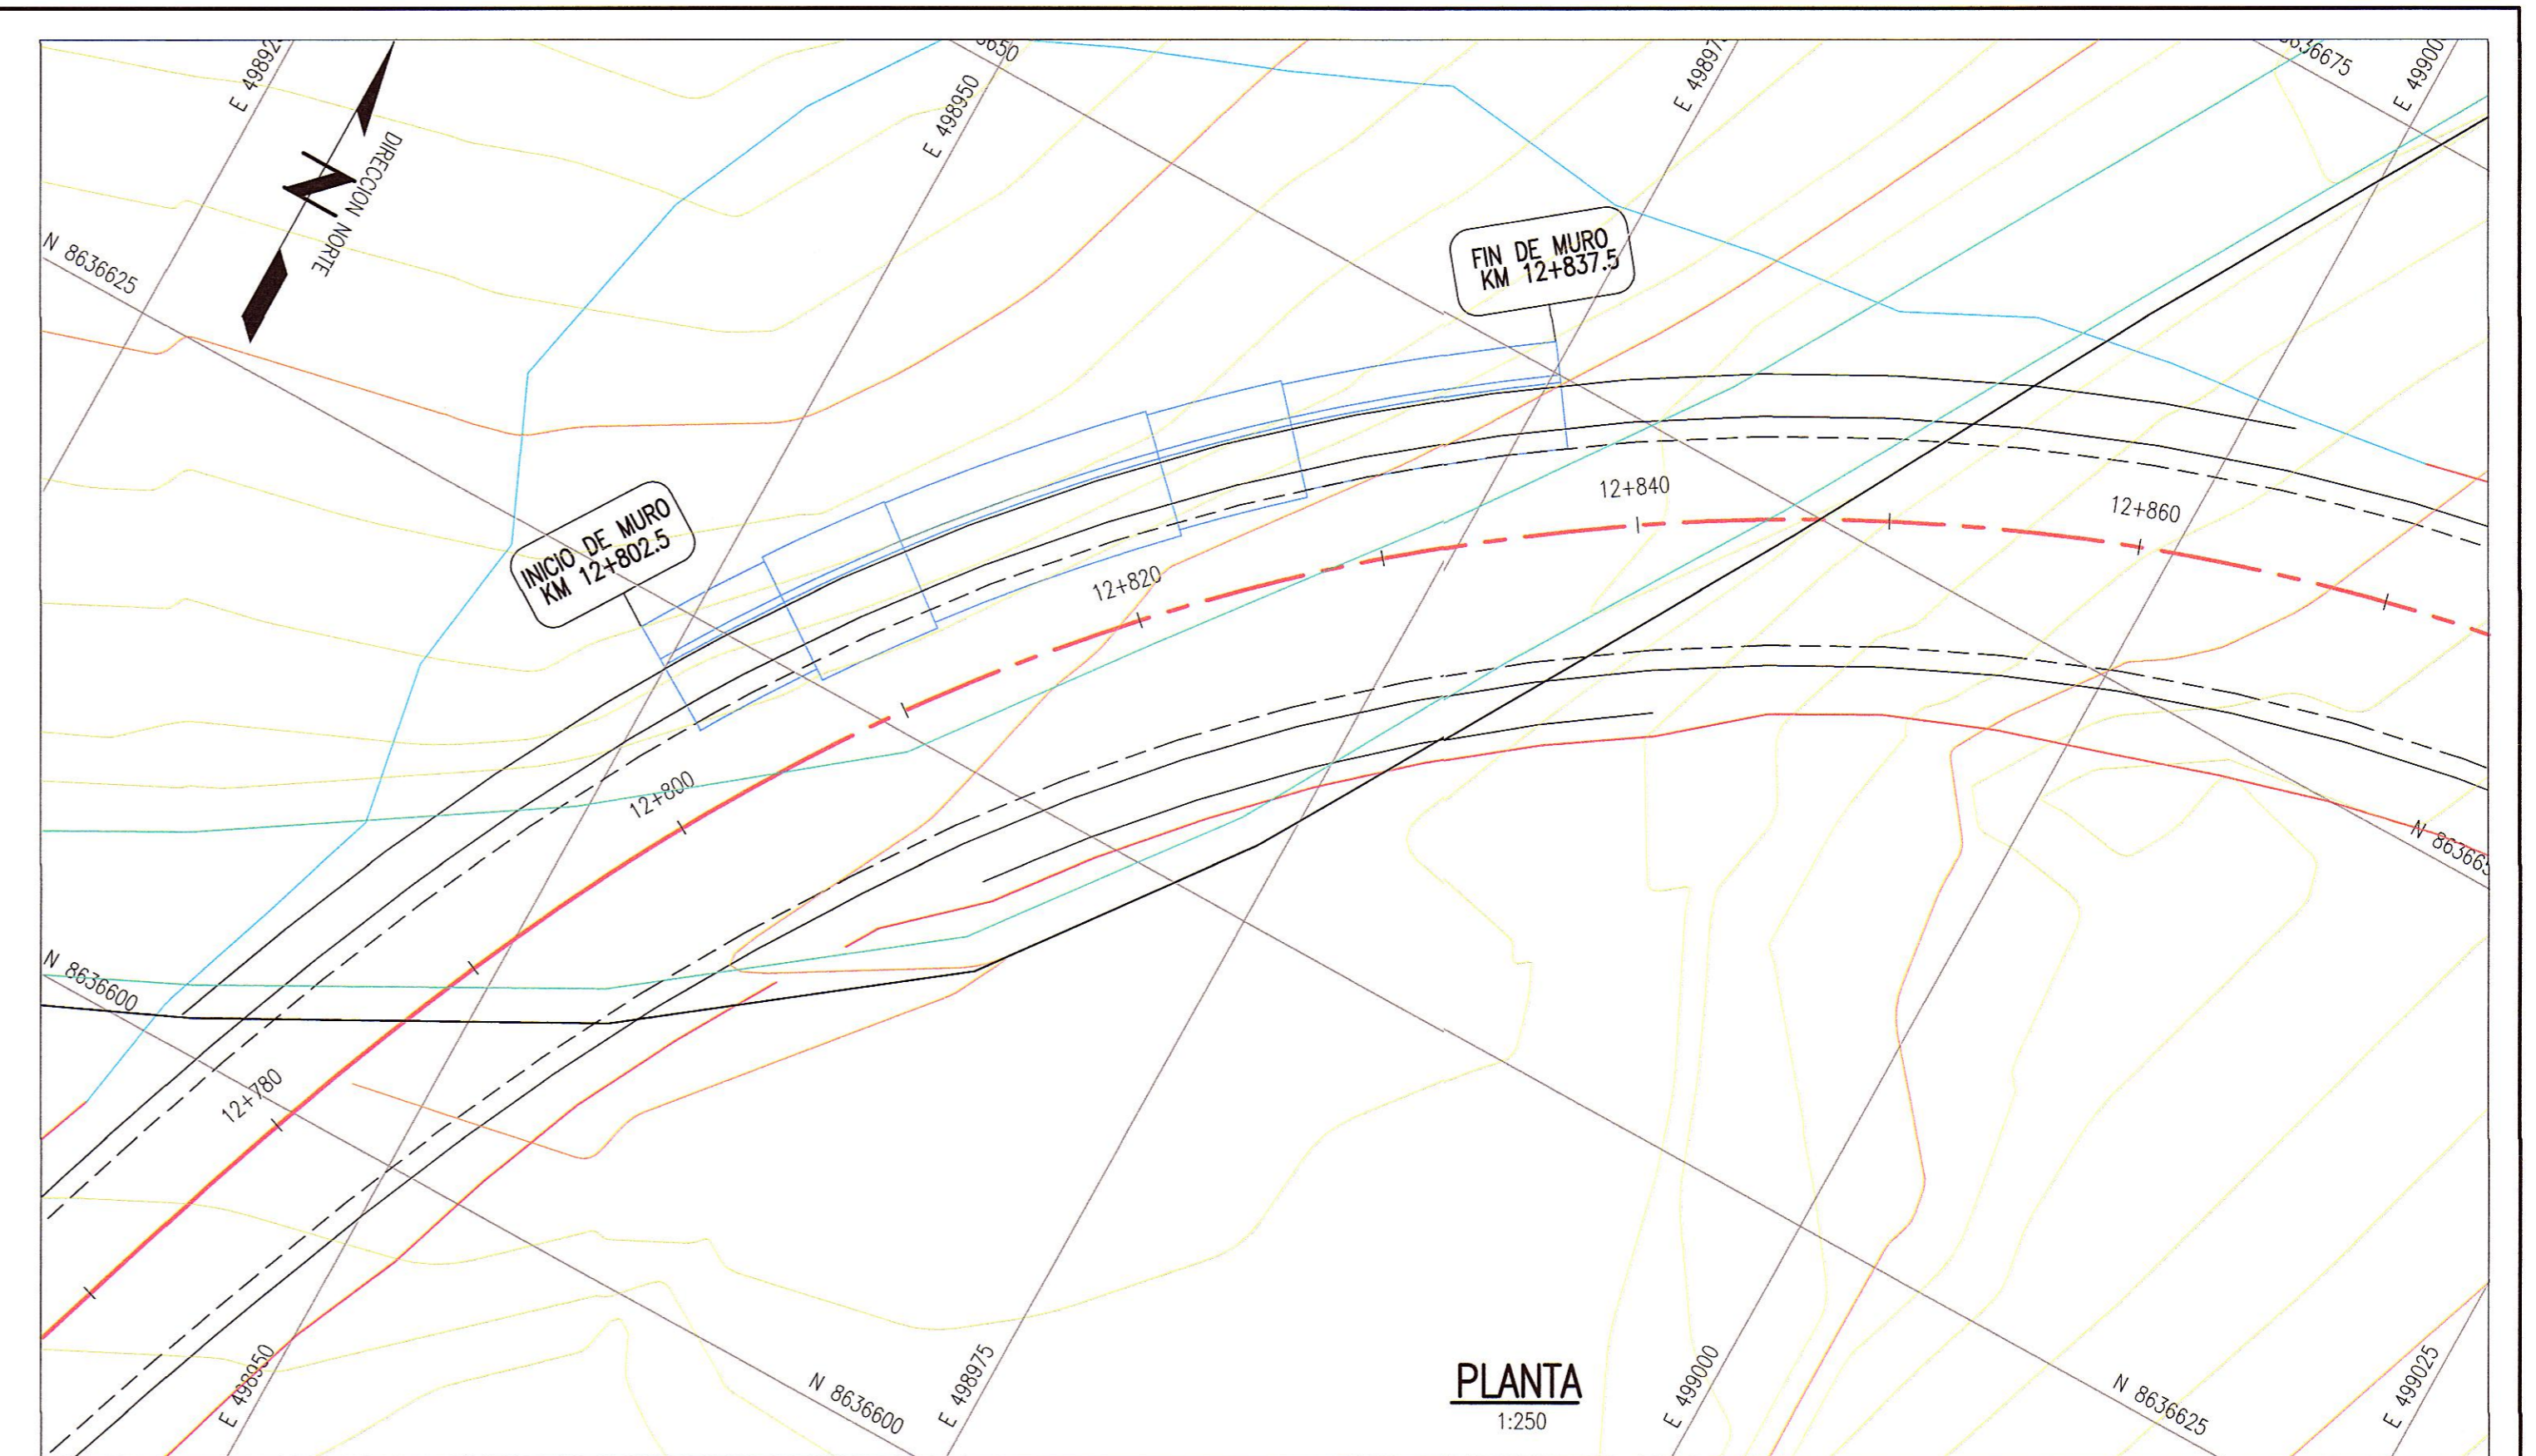 E 498950
N
DIRECCION NORTE
N 8636625
FIN DE MURO
KM 12+837.5
INICIO DE MURO
KM 12+802.5
12+840
12+860
12+820
12+800
12+780
N 8636600
E 498950
N 8636600
E 498975
PLANTA
1:250
E 499000
N 8636625
E 499025